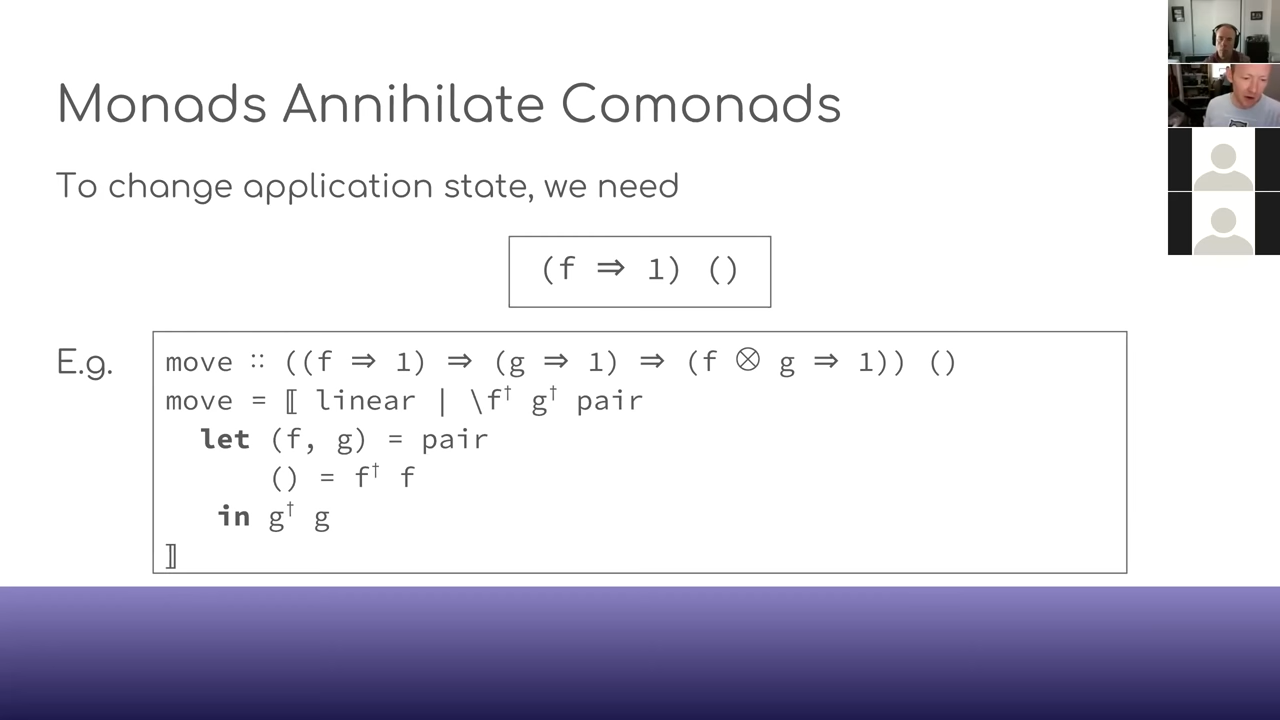 Monads Annihilate Comonads
To change application state, we need
(f ⇒ 1) ()
E.g.
move ∷ ((f ⇒ 1) ⇒ (g ⇒ 1) ⇒ (f ⊗ g ⇒ 1)) ()
move = ⟦ linear | \f† g† pair
let (f, g) = pair
() = f† f
in g† g
⟧